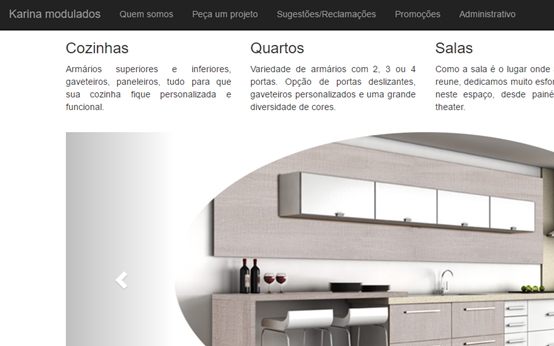 Karina modulados Quem somos Peça um projeto Sugestões/Reclamações Promoções Administrativo
Cozinhas
Armários superiores e inferiores,
gaveteiros, paneleiros, tudo para que
sua cozinha fique personalizada e
funcional.
Quartos
Variedade de armários com 2, 3 ou 4
portas. Opção de portas deslizantes,
gaveteiros personalizados e uma grande
diversidade de cores.
Salas
Como a sala é o lugar onde
reune, dedicamos muito esfor
neste espaço, desde painé
theater.